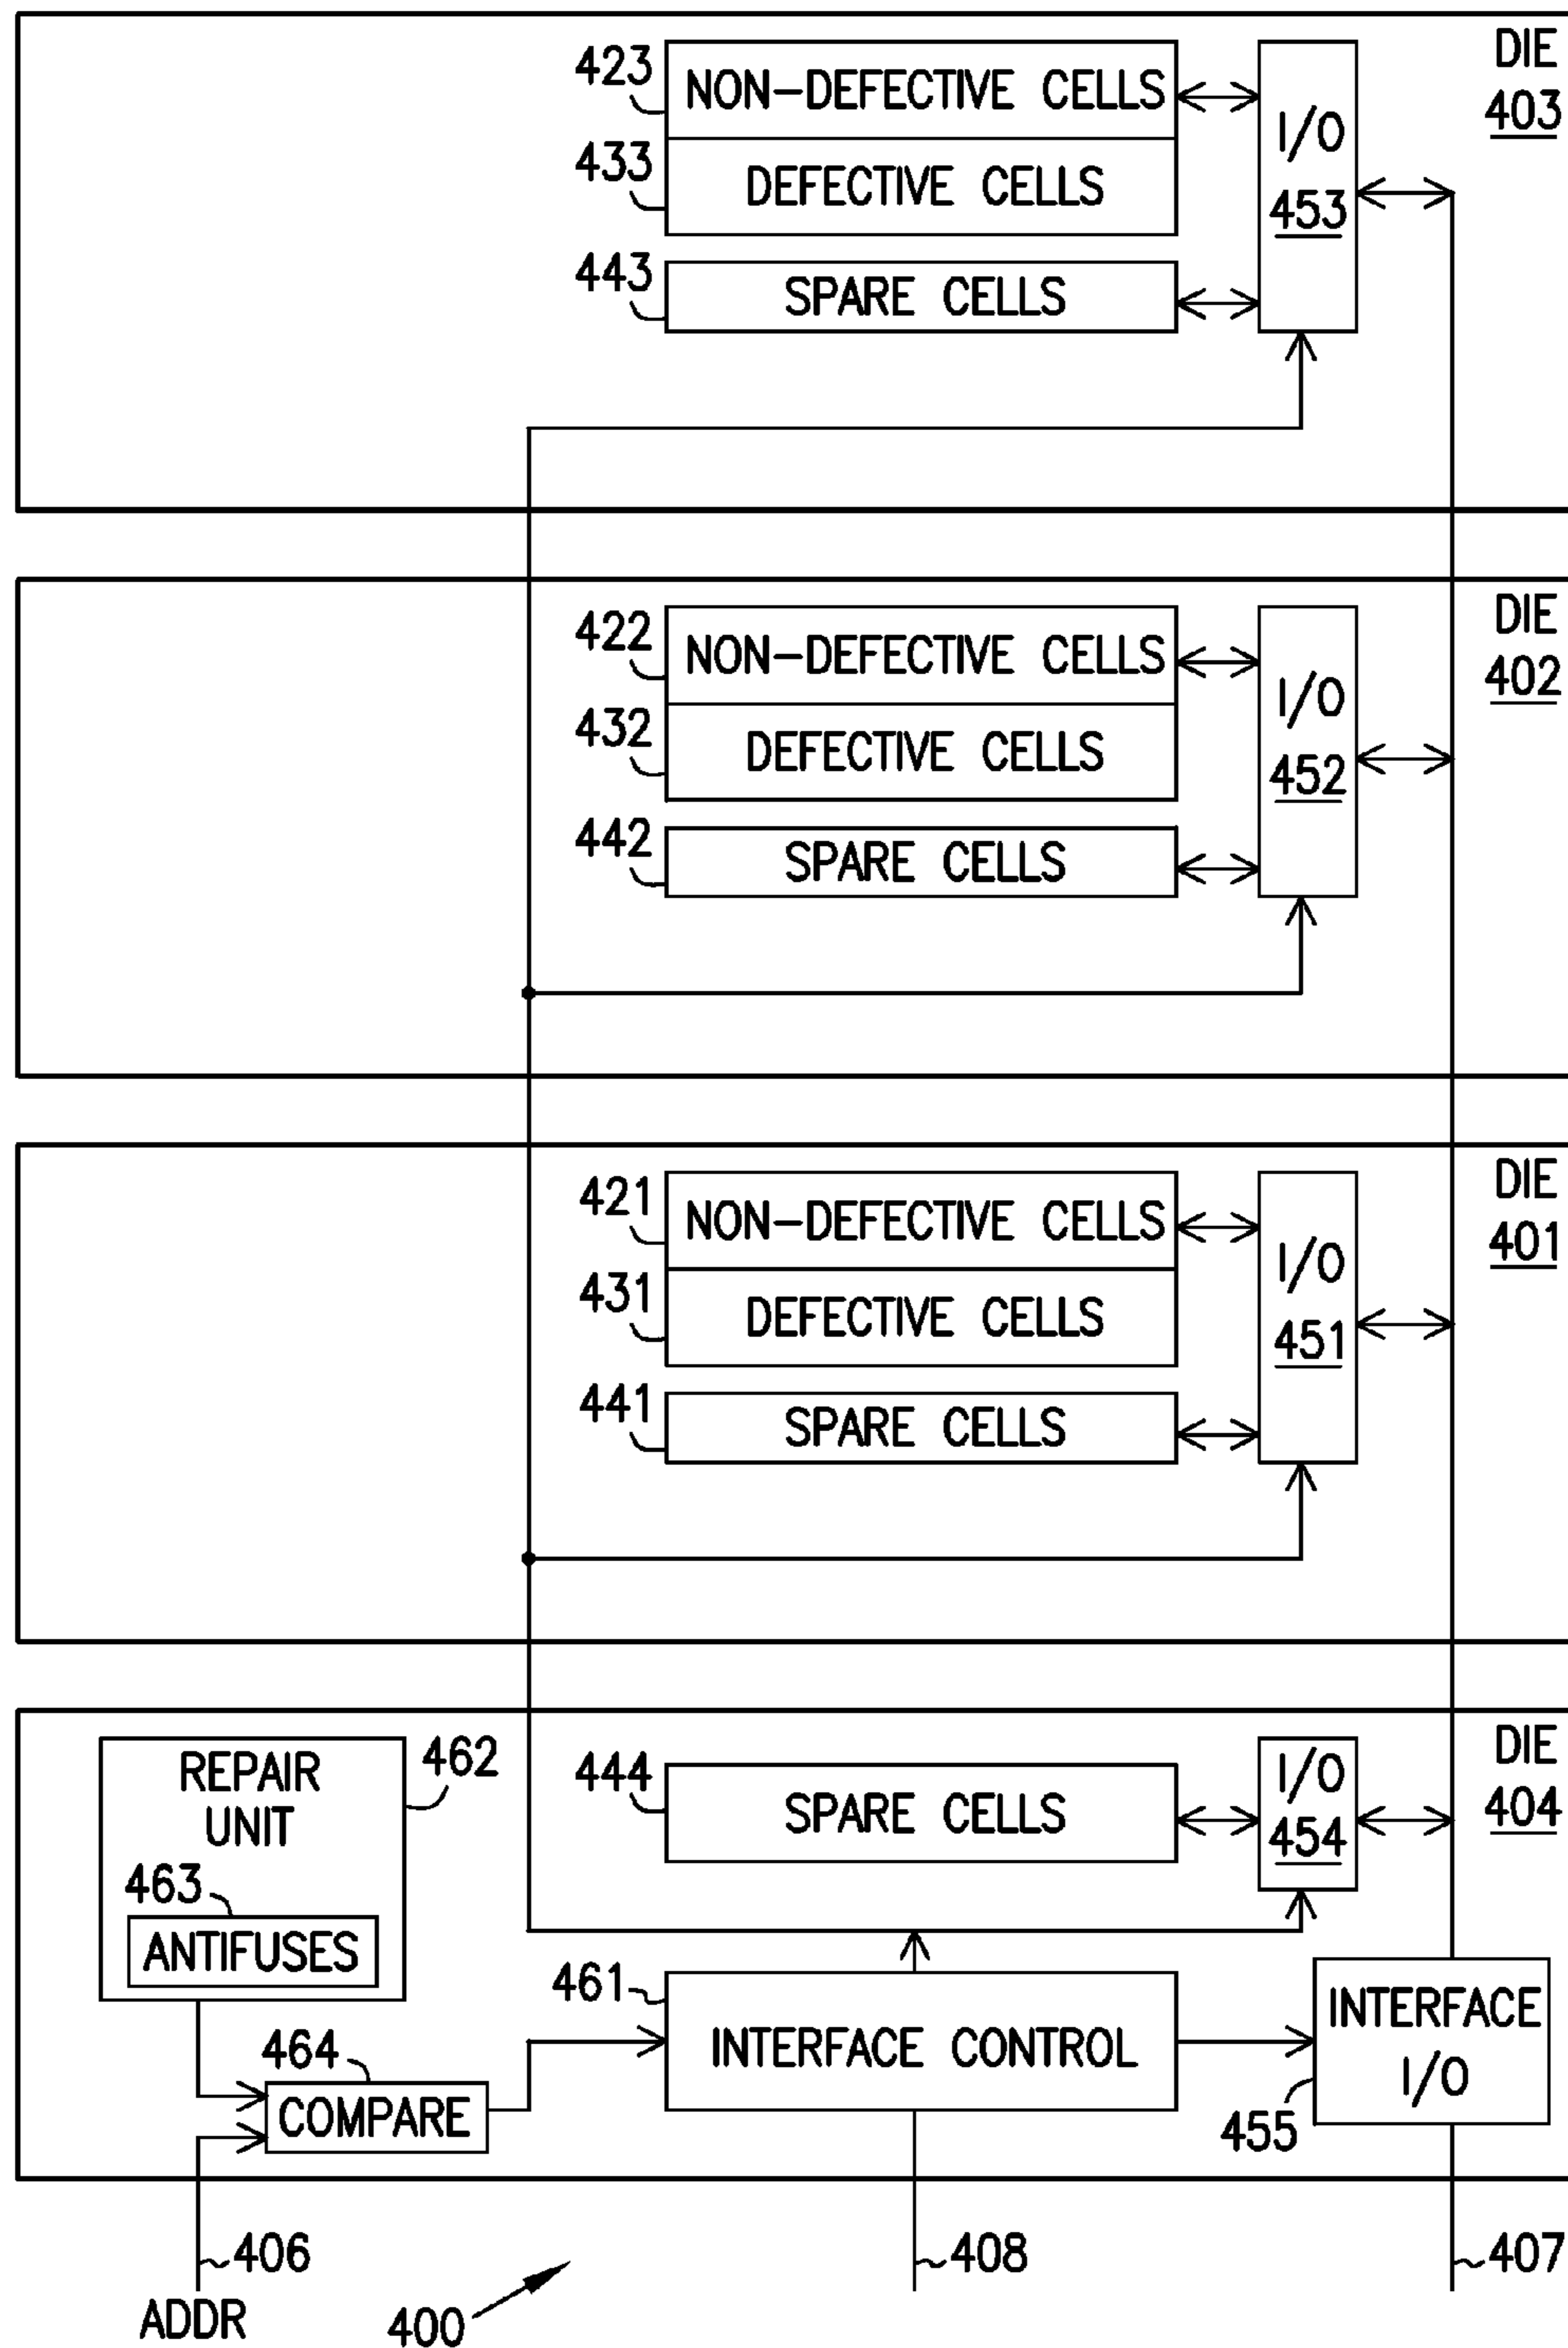 DIE
403
423
NON-DEFECTIVE CELLS
I/O
453
433
DEFECTIVE CELLS
443
SPARE CELLS
DIE
402
422
NON-DEFECTIVE CELLS
I/O
452
432
DEFECTIVE CELLS
442
SPARE CELLS
DIE
401
421
NON-DEFECTIVE CELLS
I/O
451
431
DEFECTIVE CELLS
441
SPARE CELLS
DIE
404
REPAIR
UNIT
462
463
ANTIFUSES
444
SPARE CELLS
I/O
454
461
INTERFACE CONTROL
INTERFACE
I/O
455
464
COMPARE
406
ADDR
400
408
407